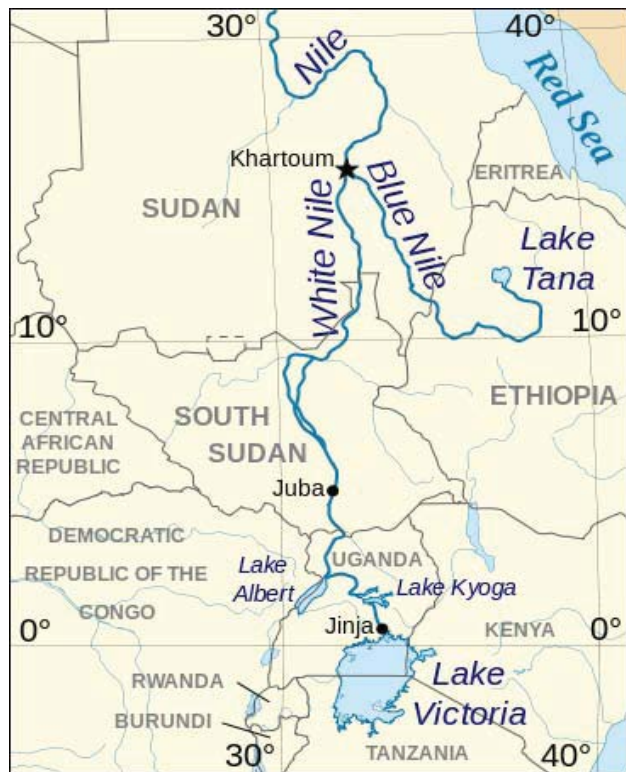 30°
40°
Nile
Red Sea
Khartoum
ERITREA
SUDAN
White Nile
Blue Nile
Lake
Tana
10°
10°
ETHIOPIA
CENTRAL
AFRICAN
REPUBLIC
SOUTH
SUDAN
Juba
DEMOCRATIC
REPUBLIC OF THE
CONGO
UGANDA
Lake
Albert
Lake Kyoga
Jinja
0°
KENYA
0°
RWANDA
Lake
Victoria
BURUNDI
30°
TANZANIA
40°